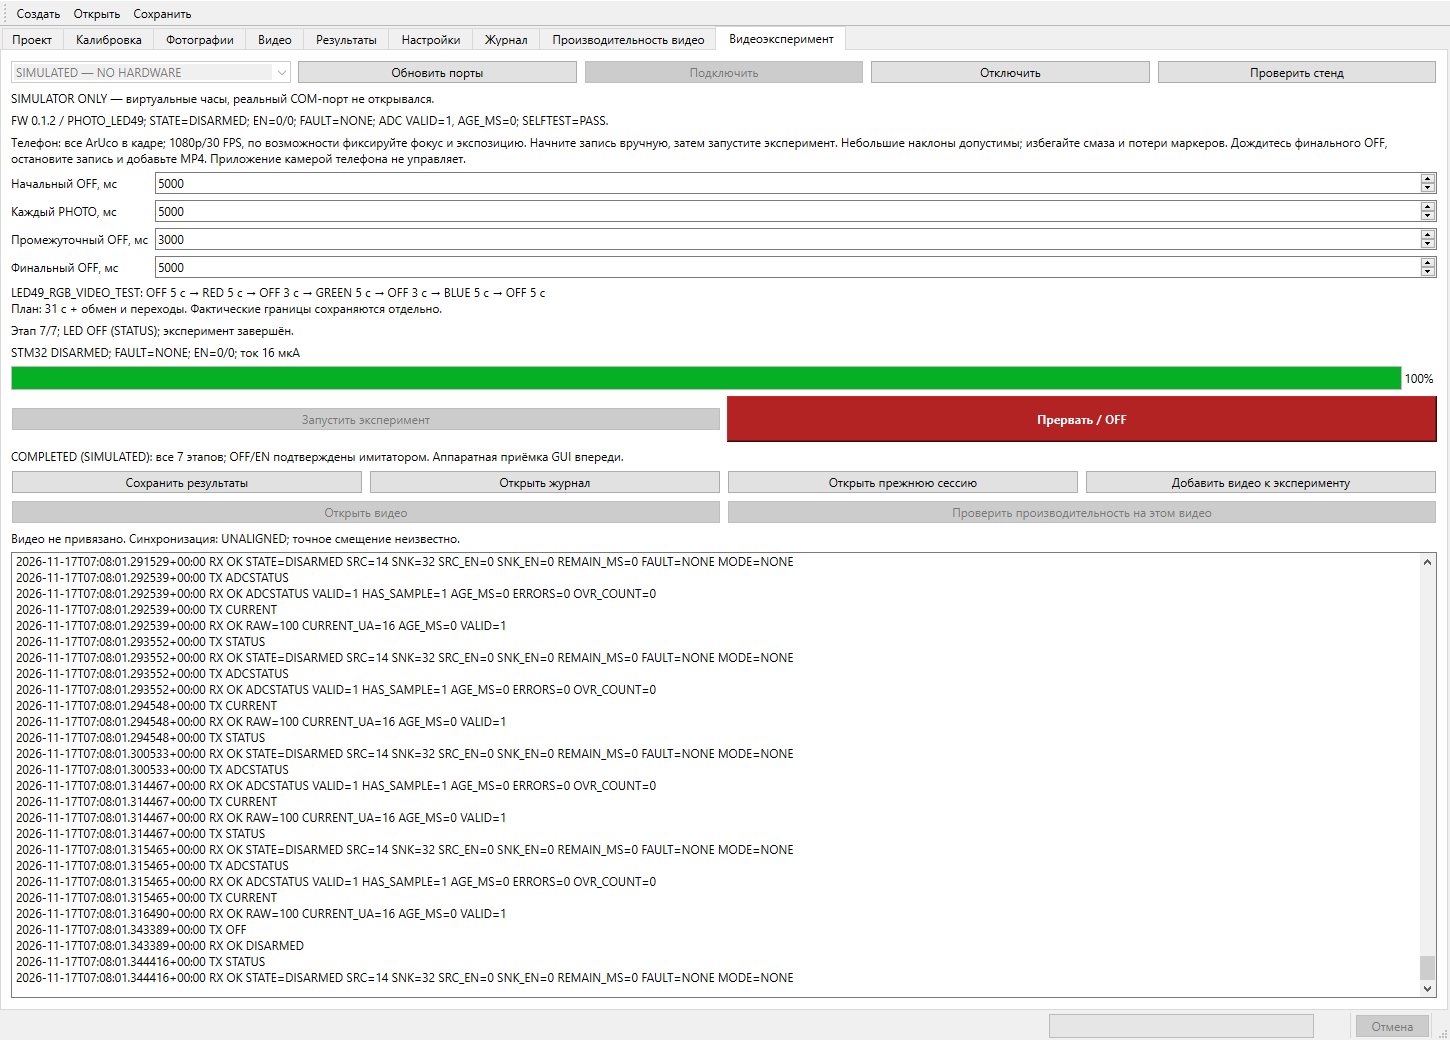 Создать Открыть Сохранить
Проект Калибровка Фотографии Видео Результаты Настройки Журнал Производительность видео Видеоэксперимент
SIMULATED — NO HARDWARE Обновить порты Подключить Отключить Проверить стенд
SIMULATOR ONLY — виртуальные часы, реальный COM-порт не открывался.
FW 0.1.2 / PHOTO_LED49; STATE=DISARMED; EN=0/0; FAULT=NONE; ADC VALID=1, AGE_MS=0; SELFTEST=PASS.
Телефон: все ArUco в кадре; 1080p/30 FPS, по возможности фиксируйте фокус и экспозицию. Начните запись вручную, затем запустите эксперимент. Небольшие наклоны допустимы; избегайте смаза и потери маркеров. Дождитесь финального OFF,
остановите запись и добавьте MP4. Приложение камерой телефона не управляет.
Начальный OFF, мс 5000
Каждый PHOTO, мс 5000
Промежуточный OFF, мс 3000
Финальный OFF, мс 5000
LED49_RGB_VIDEO_TEST: OFF 5 с → RED 5 с → OFF 3 с → GREEN 5 с → OFF 3 с → BLUE 5 с → OFF 5 с
План: 31 с + обмен и переходы. Фактические границы сохраняются отдельно.
Этап 7/7; LED OFF (STATUS); эксперимент завершён.
STM32 DISARMED; FAULT=NONE; EN=0/0; ток 16 мкА
100%
Запустить эксперимент Прервать / OFF
COMPLETED (SIMULATED): все 7 этапов; OFF/EN подтверждены имитатором. Аппаратная приёмка GUI впереди.
Сохранить результаты Открыть журнал Открыть прежнюю сессию Добавить видео к эксперименту
Открыть видео Проверить производительность на этом видео
Видео не привязано. Синхронизация: UNALIGNED; точное смещение неизвестно.
2026-11-17T07:08:01.291529+00:00 RX OK STATE=DISARMED SRC=14 SNK=32 SRC_EN=0 SNK_EN=0 REMAIN_MS=0 FAULT=NONE MODE=NONE
2026-11-17T07:08:01.292539+00:00 TX ADCSTATUS
2026-11-17T07:08:01.292539+00:00 RX OK ADCSTATUS VALID=1 HAS_SAMPLE=1 AGE_MS=0 ERRORS=0 OVR_COUNT=0
2026-11-17T07:08:01.292539+00:00 TX CURRENT
2026-11-17T07:08:01.292539+00:00 RX OK RAW=100 CURRENT_UA=16 AGE_MS=0 VALID=1
2026-11-17T07:08:01.293552+00:00 TX STATUS
2026-11-17T07:08:01.293552+00:00 RX OK STATE=DISARMED SRC=14 SNK=32 SRC_EN=0 SNK_EN=0 REMAIN_MS=0 FAULT=NONE MODE=NONE
2026-11-17T07:08:01.293552+00:00 TX ADCSTATUS
2026-11-17T07:08:01.293552+00:00 RX OK ADCSTATUS VALID=1 HAS_SAMPLE=1 AGE_MS=0 ERRORS=0 OVR_COUNT=0
2026-11-17T07:08:01.294548+00:00 TX CURRENT
2026-11-17T07:08:01.294548+00:00 RX OK RAW=100 CURRENT_UA=16 AGE_MS=0 VALID=1
2026-11-17T07:08:01.294548+00:00 TX STATUS
2026-11-17T07:08:01.300533+00:00 RX OK STATE=DISARMED SRC=14 SNK=32 SRC_EN=0 SNK_EN=0 REMAIN_MS=0 FAULT=NONE MODE=NONE
2026-11-17T07:08:01.300533+00:00 TX ADCSTATUS
2026-11-17T07:08:01.314467+00:00 RX OK ADCSTATUS VALID=1 HAS_SAMPLE=1 AGE_MS=0 ERRORS=0 OVR_COUNT=0
2026-11-17T07:08:01.314467+00:00 TX CURRENT
2026-11-17T07:08:01.314467+00:00 RX OK RAW=100 CURRENT_UA=16 AGE_MS=0 VALID=1
2026-11-17T07:08:01.314467+00:00 TX STATUS
2026-11-17T07:08:01.315465+00:00 RX OK STATE=DISARMED SRC=14 SNK=32 SRC_EN=0 SNK_EN=0 REMAIN_MS=0 FAULT=NONE MODE=NONE
2026-11-17T07:08:01.315465+00:00 TX ADCSTATUS
2026-11-17T07:08:01.315465+00:00 RX OK ADCSTATUS VALID=1 HAS_SAMPLE=1 AGE_MS=0 ERRORS=0 OVR_COUNT=0
2026-11-17T07:08:01.315465+00:00 TX CURRENT
2026-11-17T07:08:01.316490+00:00 RX OK RAW=100 CURRENT_UA=16 AGE_MS=0 VALID=1
2026-11-17T07:08:01.343389+00:00 TX OFF
2026-11-17T07:08:01.343389+00:00 RX OK DISARMED
2026-11-17T07:08:01.344416+00:00 TX STATUS
2026-11-17T07:08:01.344416+00:00 RX OK STATE=DISARMED SRC=14 SNK=32 SRC_EN=0 SNK_EN=0 REMAIN_MS=0 FAULT=NONE MODE=NONE
Отмена